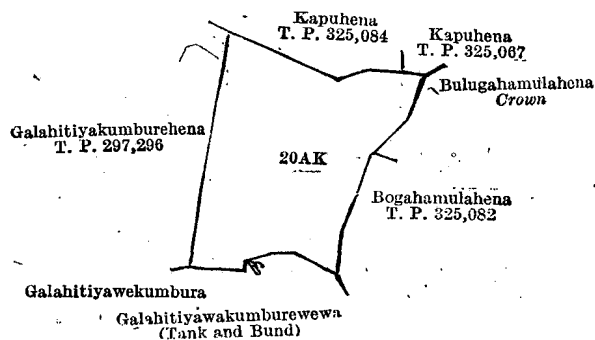 Kapuhena
T. P. 325,084
Kapuhena
T. P. 325,067
Bulugahamulahena
Crown
Galahitiyakumburehena
T. P. 297,296
20AK
Bogahamulahena
T. P. 325,082
Galahitiyawekumbura
Galahitiyawakumburewewa
(Tank and Bund)